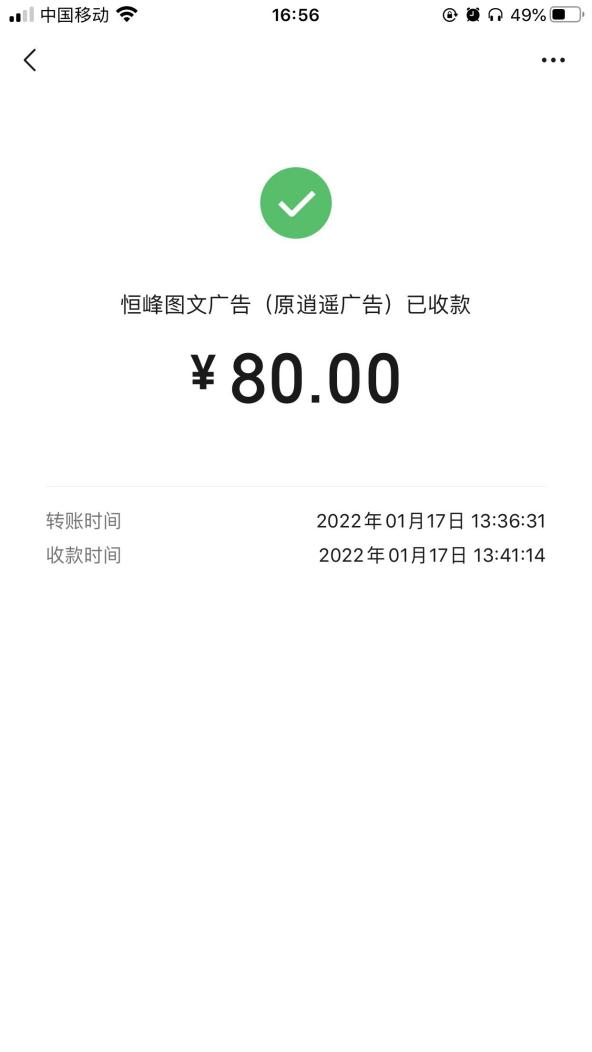 中国移动
16:56
49%
恒峰图文广告（原逍遥广告）已收款
¥80.00
转账时间 2022年01月17日 13:36:31
收款时间 2022年01月17日 13:41:14